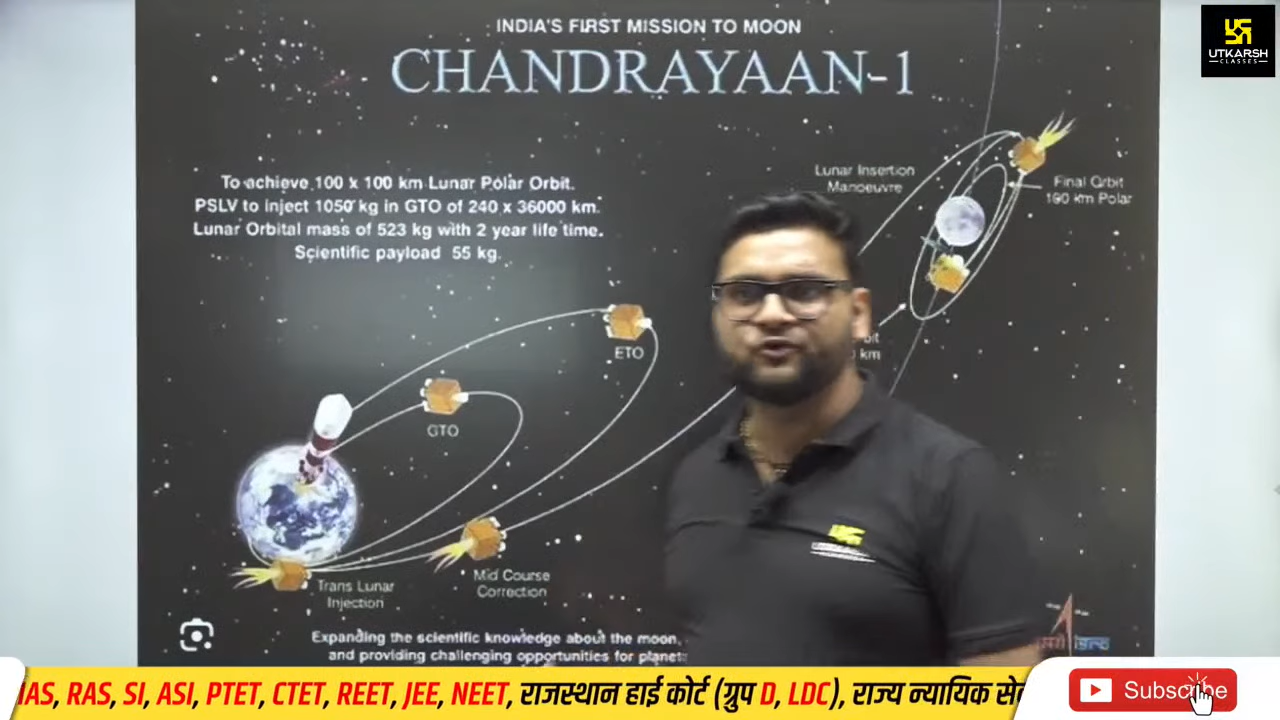 INDIA'S FIRST MISSION TO MOON
CHANDRAYAAN-1
UTKARSH
CLASSES
To achieve 100 x 100 km Lunar Polar Orbit.
PSLV to inject 1050 kg in GTO of 240 x 36000 km.
Lunar Orbital mass of 523 kg with 2 year life time.
Scientific payload 55 kg.
Lunar Insertion
Manoeuvre
Final Orbit
100 km Polar
km
ETO
GTO
Trans Lunar
Injection
Mid Course
Correction
Expanding the scientific knowledge about the moon,
and providing challenging opportunities for planet
IAS, RAS, SI, ASI, PTET, CTET, REET, JEE, NEET, राजस्थान हाई कोर्ट (ग्रुप D, LDC), राज्य न्यायिक
Subscribe